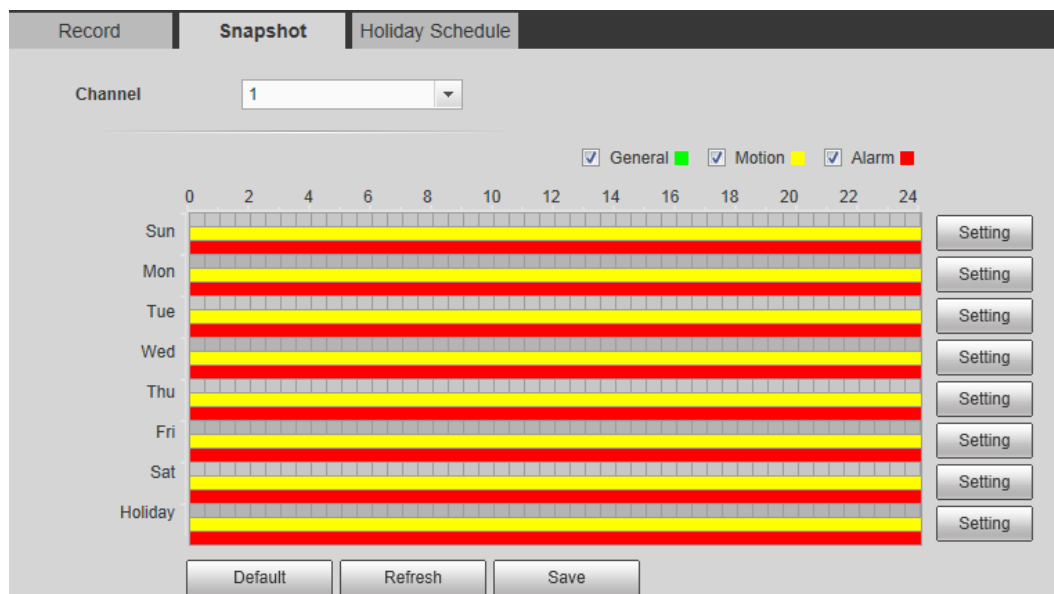 Record Snapshot Holiday Schedule
Channel 1
General Motion Alarm
0 2 4 6 8 10 12 14 16 18 20 22 24
Sun Setting
Mon Setting
Tue Setting
Wed Setting
Thu Setting
Fri Setting
Sat Setting
Holiday Setting
Default Refresh Save